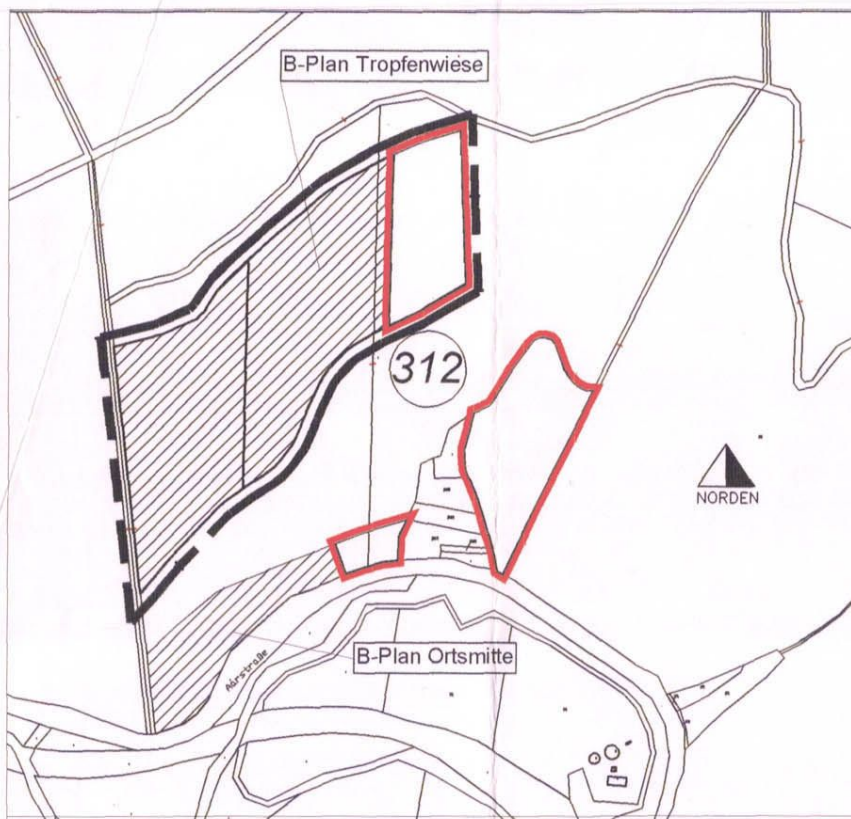 B-Plan Tropfenwiese
312
NORDEN
B-Plan Ortsmitte
Aarstraße